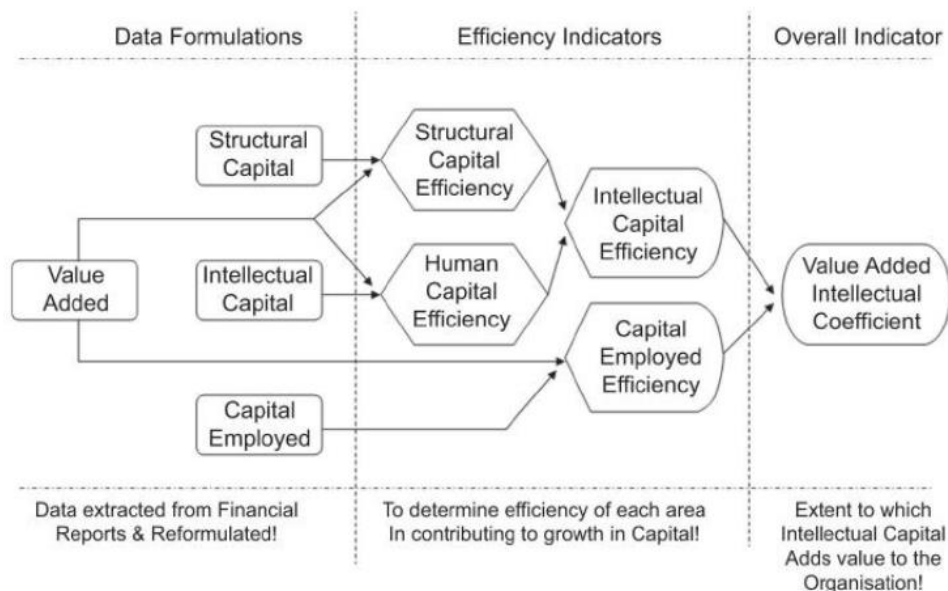 Data Formulations
Efficiency Indicators
Overall Indicator
Structural
Capital
Structural
Capital
Efficiency
Intellectual
Capital
Efficiency
Value
Added
Intellectual
Capital
Human
Capital
Efficiency
Value Added
Intellectual
Coefficient
Capital
Employed
Efficiency
Capital
Employed
Data extracted from Financial
Reports & Reformulated!
To determine efficiency of each area
In contributing to growth in Capital!
Extent to which
Intellectual Capital
Adds value to the
Organisation!